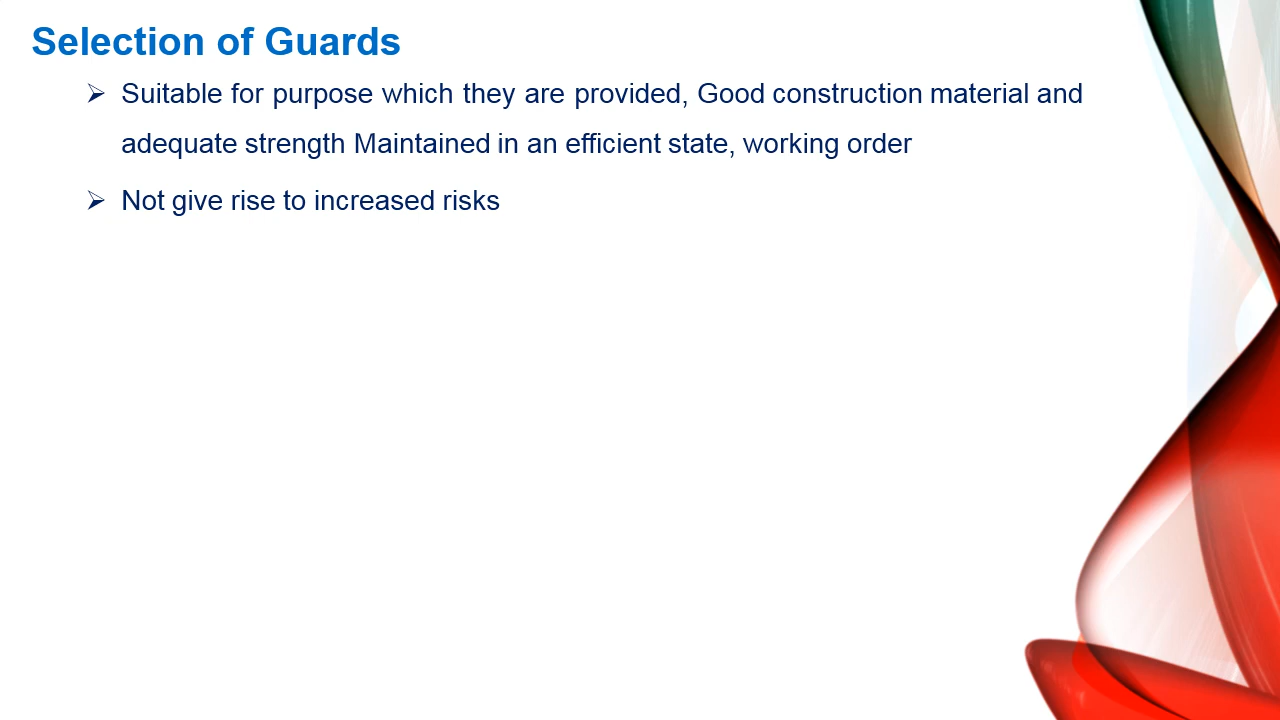 Selection of Guards
➢ Suitable for purpose which they are provided, Good construction material and
adequate strength Maintained in an efficient state, working order
➢ Not give rise to increased risks